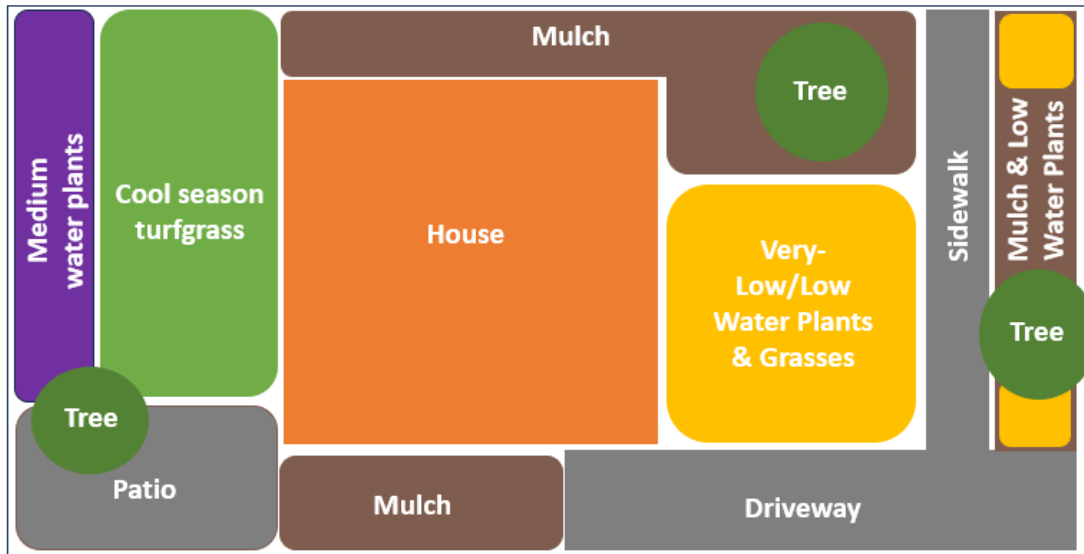 Mulch
Tree
Medium
water plants
Cool season
turfgrass
House
Very-
Low/Low
Water Plants
& Grasses
Sidewalk
Mulch & Low
Water Plants
Tree
Tree
Patio
Mulch
Driveway